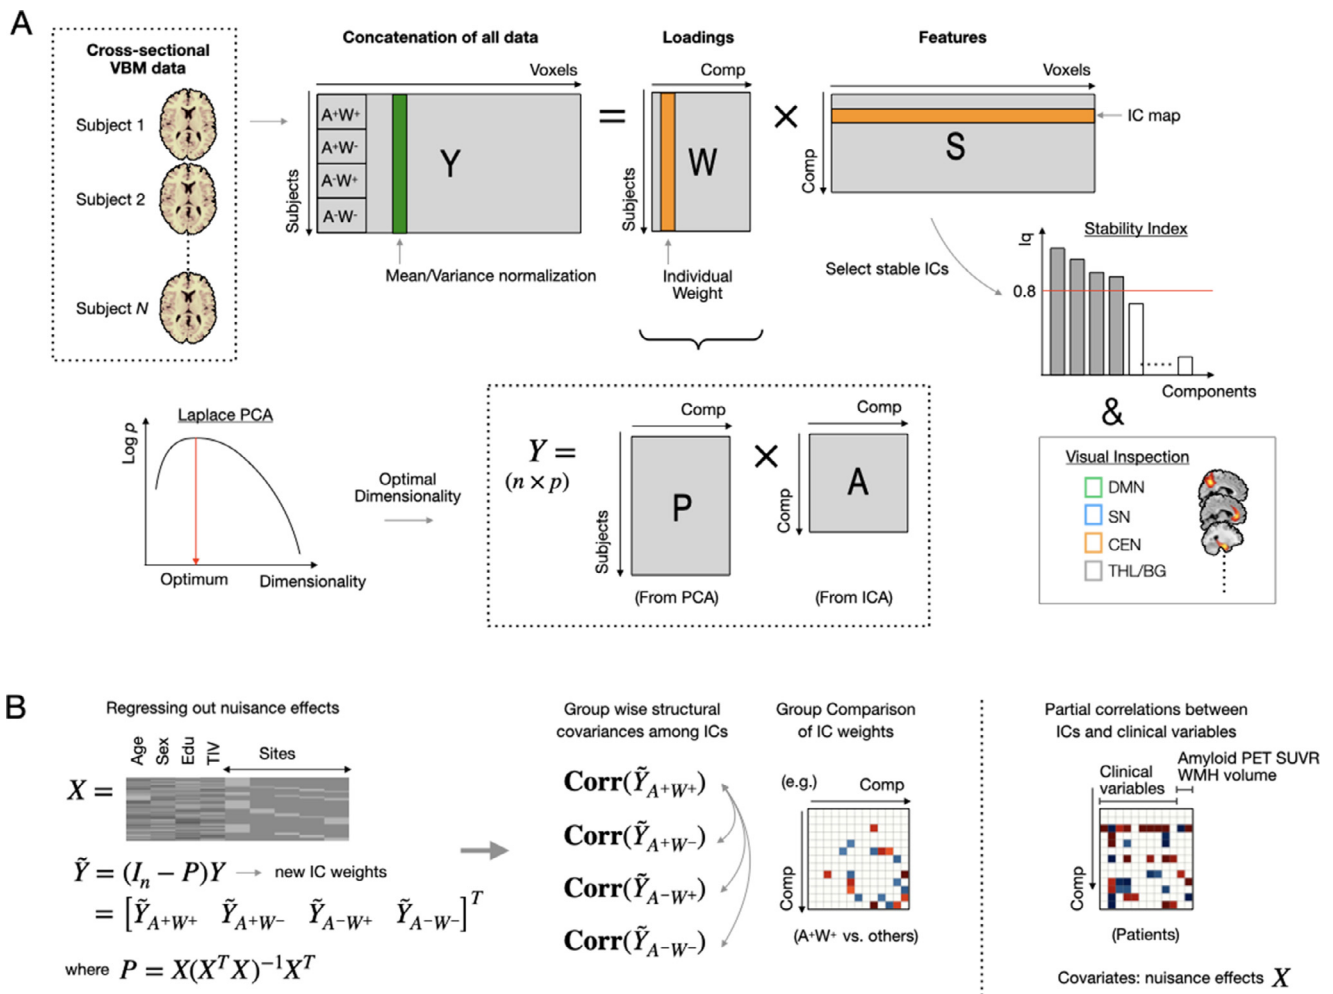 A
Cross-sectional
VBM data
Subject 1
Subject 2
Subject N
Concatenation of all data
Voxels
Subjects
A+W+
A+W-
A-W+
A-W-
Y
Mean/Variance normalization
=
Loadings
Comp
Subjects
W
Individual
Weight
×
Features
Voxels
Comp
S
IC map
Select stable ICs
Stability Index
Iq
0.8
Components
&
Visual Inspection
DMN
SN
CEN
THL/BG
Laplace PCA
Log p
Optimum
Dimensionality
Optimal
Dimensionality
Y =
(n × p)
Comp
Subjects
P
(From PCA)
×
Comp
Comp
A
(From ICA)
B
Regressing out nuisance effects
Age
Sex
Edu
TIV
Sites
X =
Ỹ = (Iₙ − P)Y
new IC weights
= [Ỹ_A+W+ Ỹ_A+W− Ỹ_A−W+ Ỹ_A−W−]^T
where P = X(X^T X)^−1 X^T
Group wise structural
covariances among ICs
Corr(Ỹ_A+W+)
Corr(Ỹ_A+W−)
Corr(Ỹ_A−W+)
Corr(Ỹ_A−W−)
Group Comparison
of IC weights
(e.g.)
Comp
Comp
(A+W+ vs. others)
Partial correlations between
ICs and clinical variables
Amyloid PET SUVR
WMH volume
Clinical
variables
Comp
(Patients)
Covariates: nuisance effects X